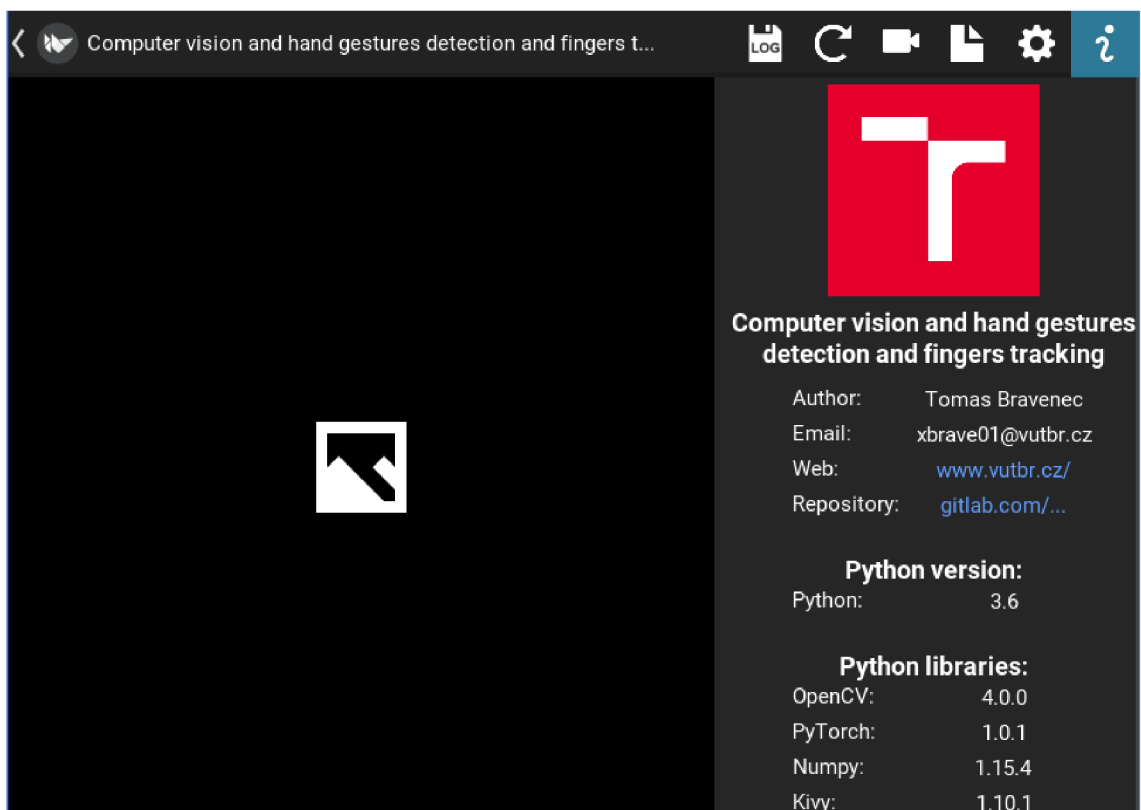 Computer vision and hand gestures detection and fingers t...
LOG
Computer vision and hand gestures
detection and fingers tracking
Author: Tomas Bravenec
Email: xbrave01@vutbr.cz
Web: www.vutbr.cz/
Repository: gitlab.com/...
Python version:
Python: 3.6
Python libraries:
OpenCV: 4.0.0
PyTorch: 1.0.1
Numpy: 1.15.4
Kivy: 1.10.1